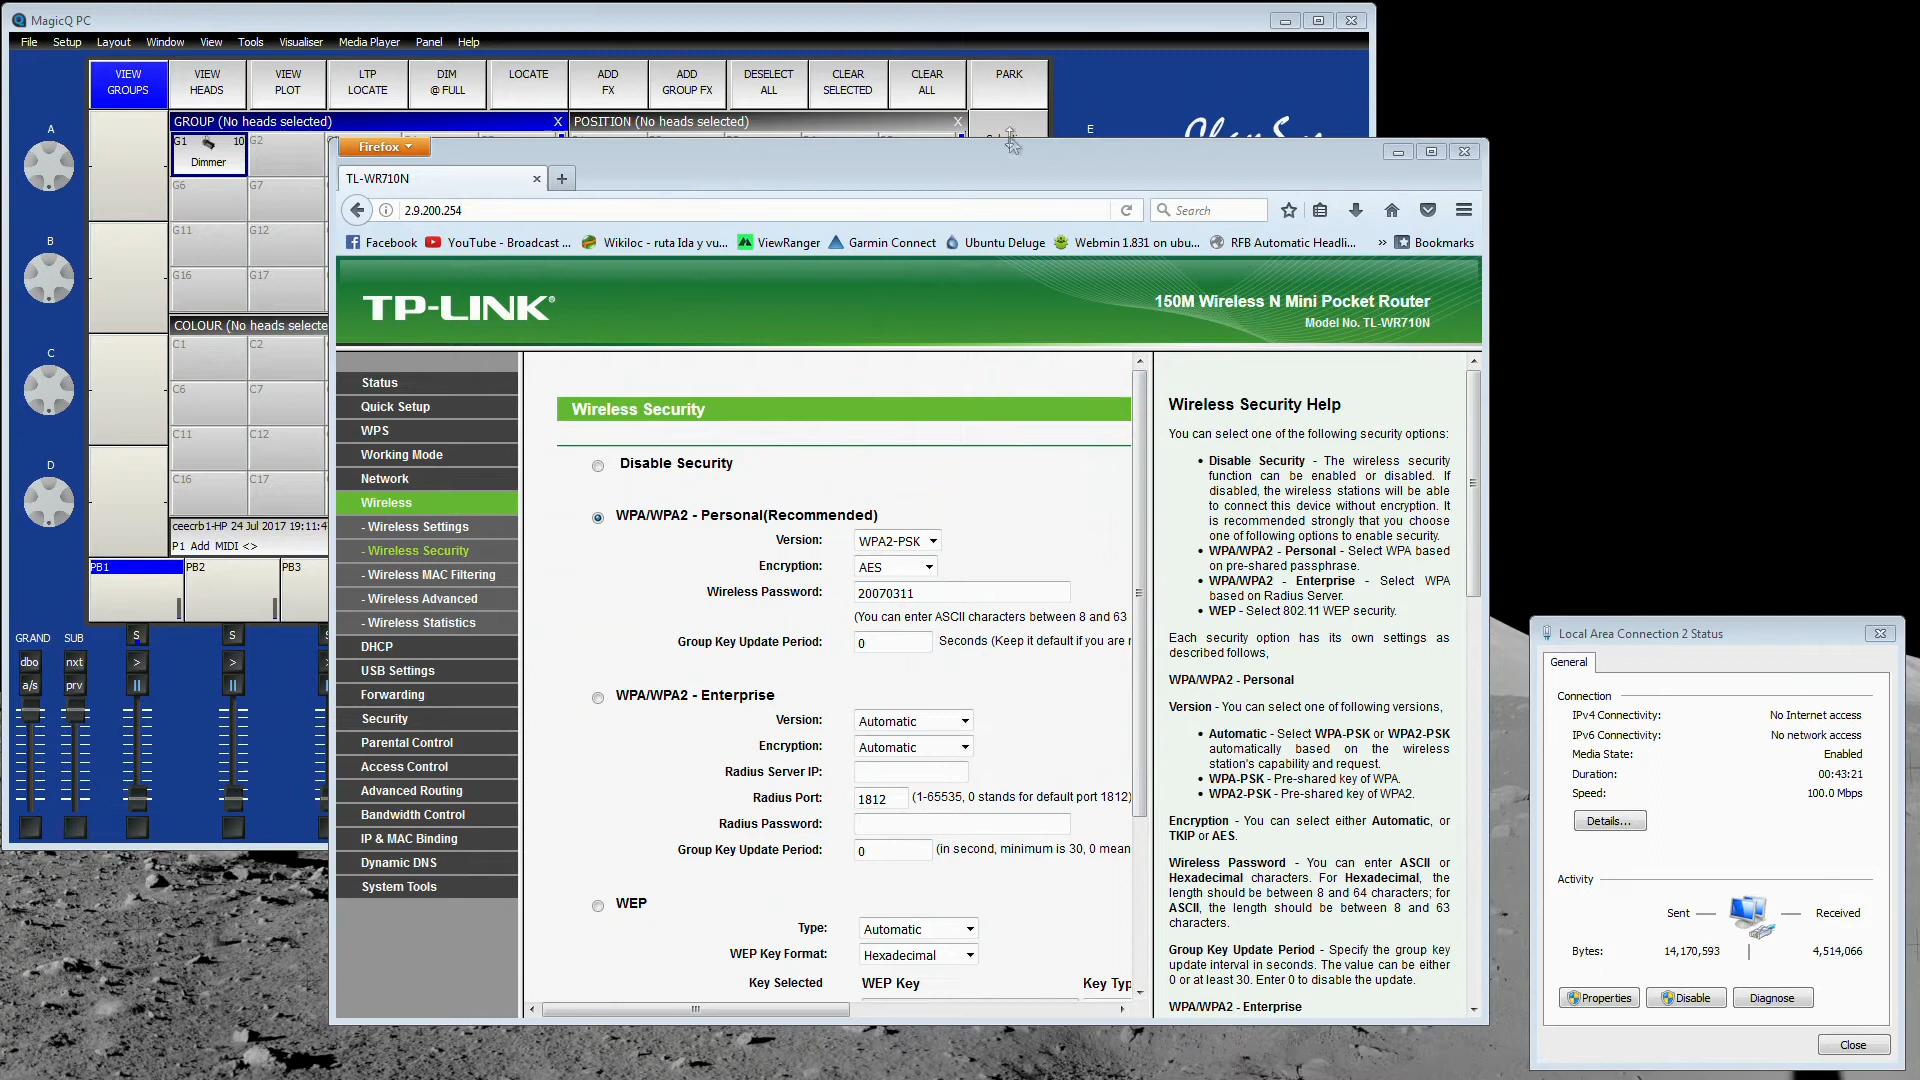 MagicQ PC
File Setup Layout Window View Tools Visualiser Media Player Panel Help
VIEW GROUPS
VIEW HEADS
VIEW PLOT
LTP LOCATE
DIM @ FULL
LOCATE
ADD FX
ADD GROUP FX
DESELECT ALL
CLEAR SELECTED
CLEAR ALL
PARK
GROUP (No heads selected) X
POSITION (No heads selected) X
A
E
G1 10 G2
Dimmer
G6 G7
G11 G12
B
G16 G17
COLOUR (No heads selecte
C1 C2
C
C6 C7
C11 C12
D
C16 C17
ceecrb1-HP 24 Jul 2017 19:11:4
P1 Add MIDI <>
PB1 PB2 PB3
GRAND SUB S S
dbo nxt > >
a/s prv
Firefox
TL-WR710N
2.9.200.254
Search
Facebook YouTube - Broadcast ... Wikiloc - ruta Ida y vu... ViewRanger Garmin Connect Ubuntu Deluge Webmin 1.831 on ubu... RFB Automatic Headli... » Bookmarks
TP-LINK®
150M Wireless N Mini Pocket Router
Model No. TL-WR710N
Status
Quick Setup
WPS
Working Mode
Network
Wireless
- Wireless Settings
- Wireless Security
- Wireless MAC Filtering
- Wireless Advanced
- Wireless Statistics
DHCP
USB Settings
Forwarding
Security
Parental Control
Access Control
Advanced Routing
Bandwidth Control
IP & MAC Binding
Dynamic DNS
System Tools
Wireless Security
Disable Security
WPA/WPA2 - Personal(Recommended)
Version: WPA2-PSK
Encryption: AES
Wireless Password: 20070311
(You can enter ASCII characters between 8 and 63
Group Key Update Period: 0 Seconds (Keep it default if you are
WPA/WPA2 - Enterprise
Version: Automatic
Encryption: Automatic
Radius Server IP:
Radius Port: 1812 (1-65535, 0 stands for default port 1812)
Radius Password:
Group Key Update Period: 0 (in second, minimum is 30, 0 mean
WEP
Type: Automatic
WEP Key Format: Hexadecimal
Key Selected WEP Key Key Typ
Wireless Security Help
You can select one of the following security options:
• Disable Security - The wireless security
function can be enabled or disabled. If
disabled, the wireless stations will be able
to connect this device without encryption. It
is recommended strongly that you choose
one of following options to enable security.
• WPA/WPA2 - Personal - Select WPA based
on pre-shared passphrase.
• WPA/WPA2 - Enterprise - Select WPA
based on Radius Server.
• WEP - Select 802.11 WEP security.
Each security option has its own settings as
described follows,
WPA/WPA2 - Personal
Version - You can select one of following versions,
• Automatic - Select WPA-PSK or WPA2-PSK
automatically based on the wireless
station's capability and request.
• WPA-PSK - Pre-shared key of WPA.
• WPA2-PSK - Pre-shared key of WPA2.
Encryption - You can select either Automatic, or
TKIP or AES.
Wireless Password - You can enter ASCII or
Hexadecimal characters. For Hexadecimal, the
length should be between 8 and 64 characters; for
ASCII, the length should be between 8 and 63
characters.
Group Key Update Period - Specify the group key
update interval in seconds. The value can be either
0 or at least 30. Enter 0 to disable the update.
WPA/WPA2 - Enterprise
Local Area Connection 2 Status
General
Connection
IPv4 Connectivity: No Internet access
IPv6 Connectivity: No network access
Media State: Enabled
Duration: 00:43:21
Speed: 100.0 Mbps
Details...
Activity
Sent — — Received
Bytes: 14,170,593 4,514,066
Properties Disable Diagnose
Close